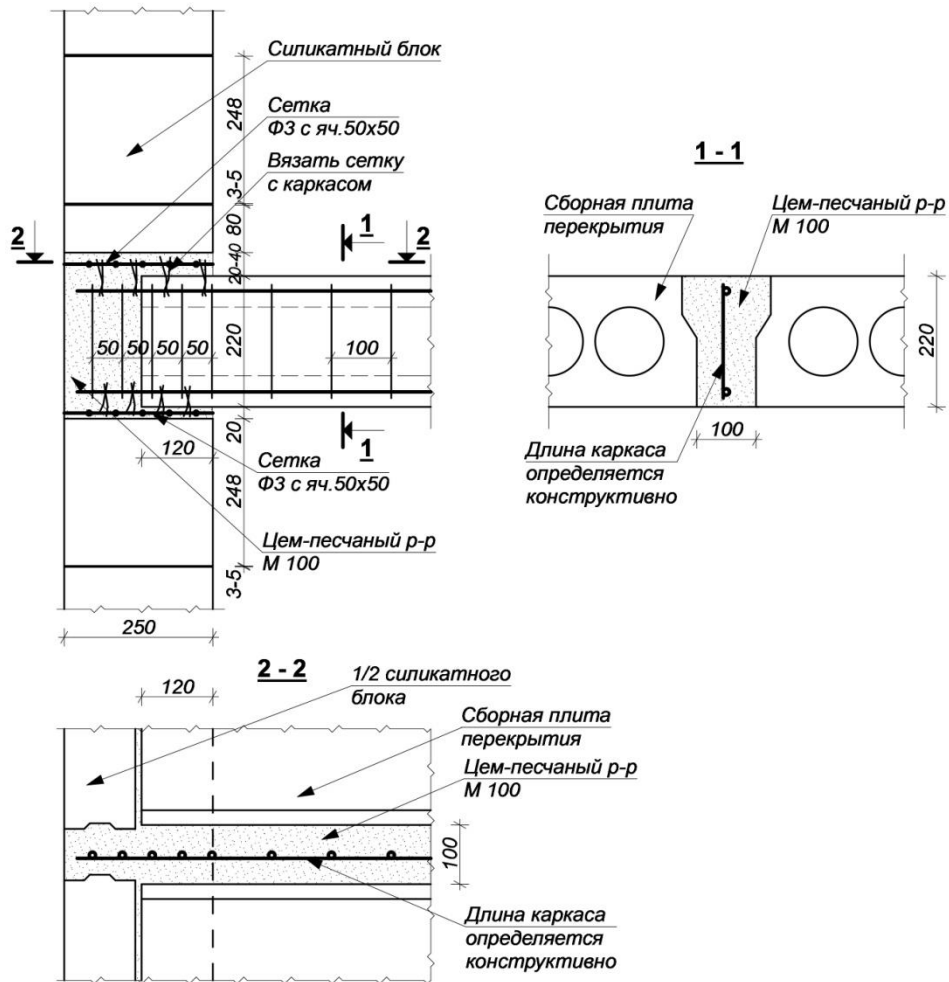 Силикатный блок
Сетка
Ф3 с яч.50х50
Вязать сетку
с каркасом
248
3-5
80
20-40
220
20
248
3-5
2
1
2
50 50 50 50
100
1
120
Сетка
Ф3 с яч.50х50
Цем-песчаный р-р
М 100
250
1 - 1
Сборная плита
перекрытия
Цем-песчаный р-р
М 100
220
100
Длина каркаса
определяется
конструктивно
2 - 2
120
1/2 силикатного
блока
Сборная плита
перекрытия
Цем-песчаный р-р
М 100
100
Длина каркаса
определяется
конструктивно